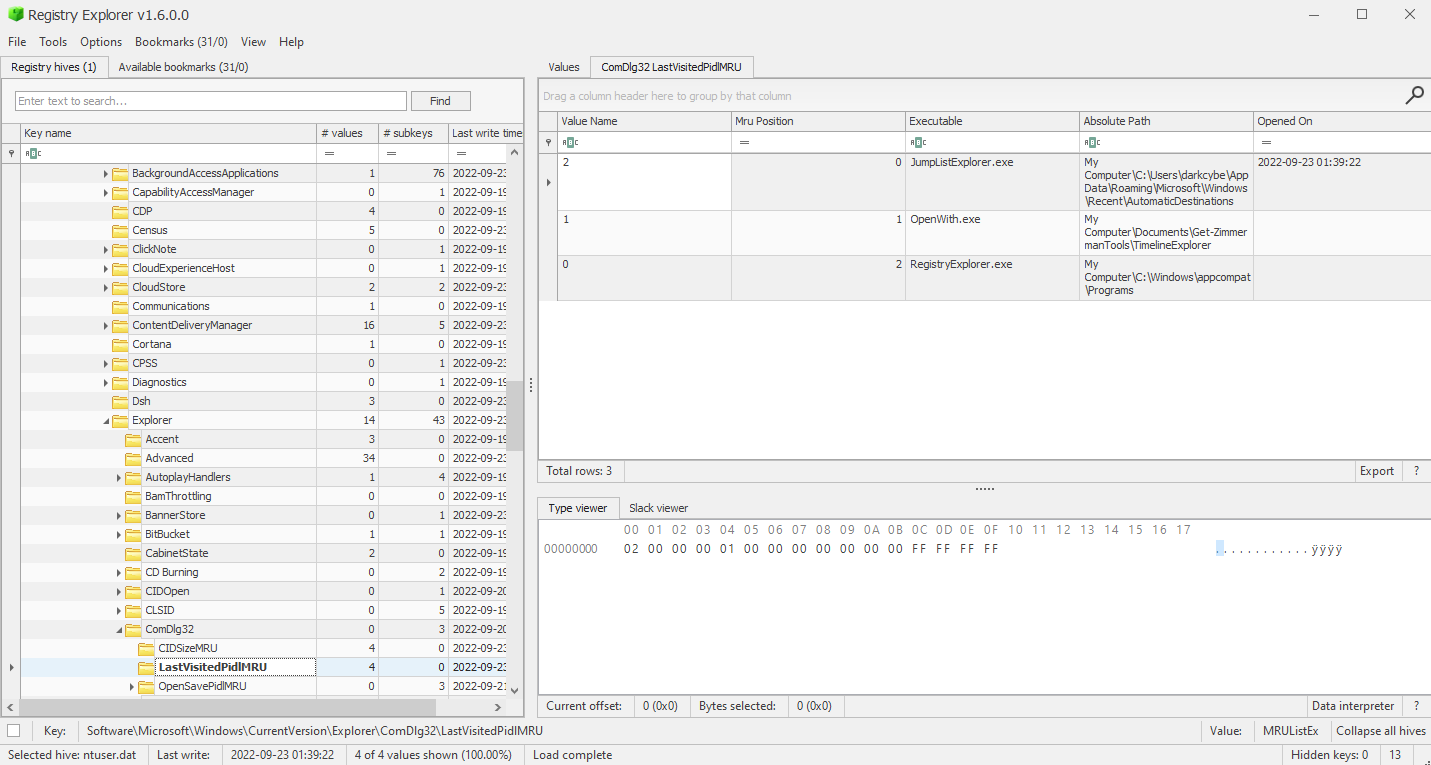 Registry Explorer v1.6.0.0
File Tools Options Bookmarks (31/0) View Help
Registry hives (1) Available bookmarks (31/0)
Enter text to search... Find
Key name # values # subkeys Last write time
= = =
BackgroundAccessApplications 1 76 2022-09-23
CapabilityAccessManager 0 1 2022-09-19
CDP 4 0 2022-09-19
Census 5 0 2022-09-23
ClickNote 0 1 2022-09-19
CloudExperienceHost 0 1 2022-09-19
CloudStore 2 2 2022-09-19
Communications 1 0 2022-09-19
ContentDeliveryManager 16 5 2022-09-23
Cortana 1 0 2022-09-19
CPSS 0 1 2022-09-23
Diagnostics 0 1 2022-09-19
Dsh 3 0 2022-09-23
Explorer 14 43 2022-09-23
Accent 3 0 2022-09-19
Advanced 34 0 2022-09-23
AutoplayHandlers 1 4 2022-09-19
BamThrottling 0 0 2022-09-19
BannerStore 0 1 2022-09-23
BitBucket 1 1 2022-09-19
CabinetState 2 0 2022-09-19
CD Burning 0 2 2022-09-19
CIDOpen 0 1 2022-09-20
CLSID 0 5 2022-09-19
ComDlg32 0 3 2022-09-20
CIDSizeMRU 4 0 2022-09-23
LastVisitedPidlMRU 4 0 2022-09-23
OpenSavePidlMRU 0 3 2022-09-21
Values ComDlg32 LastVisitedPidlMRU
Drag a column header here to group by that column
Value Name Mru Position Executable Absolute Path Opened On
= =
2 0 JumpListExplorer.exe My 2022-09-23 01:39:22
Computer\C:\Users\darkcybe\App
Data\Roaming\Microsoft\Windows
\Recent\AutomaticDestinations
1 1 OpenWith.exe My
Computer\Documents\Get-Zimmer
manTools\TimelineExplorer
0 2 RegistryExplorer.exe My
Computer\C:\Windows\appcompat
\Programs
Total rows: 3 Export ?
Type viewer Slack viewer
00 01 02 03 04 05 06 07 08 09 0A 0B 0C 0D 0E 0F 10 11 12 13 14 15 16 17
00000000 02 00 00 00 01 00 00 00 00 00 00 00 FF FF FF FF ............ÿÿÿÿ
Current offset: 0 (0x0) Bytes selected: 0 (0x0) Data interpreter ?
Key: Software\Microsoft\Windows\CurrentVersion\Explorer\ComDlg32\LastVisitedPidlMRU Value: MRUListEx Collapse all hives
Selected hive: ntuser.dat Last write: 2022-09-23 01:39:22 4 of 4 values shown (100.00%) Load complete Hidden keys: 0 13